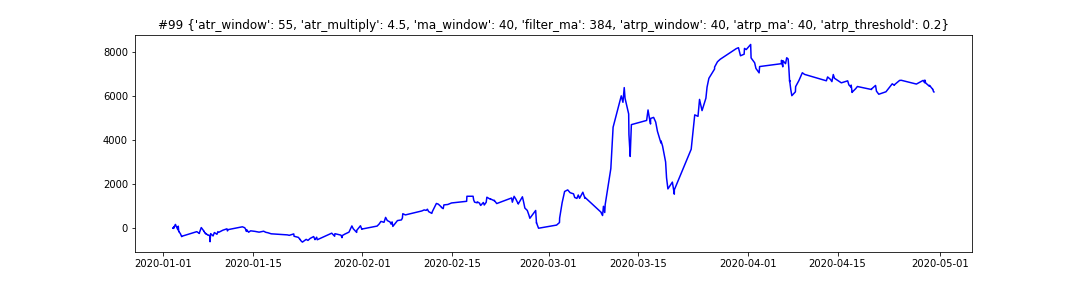 #99 {'atr_window': 55, 'atr_multiply': 4.5, 'ma_window': 40, 'filter_ma': 384, 'atrp_window': 40, 'atrp_ma': 40, 'atrp_threshold': 0.2}
8000
6000
4000
2000
0
2020-01-01 2020-01-15 2020-02-01 2020-02-15 2020-03-01 2020-03-15 2020-04-01 2020-04-15 2020-05-01